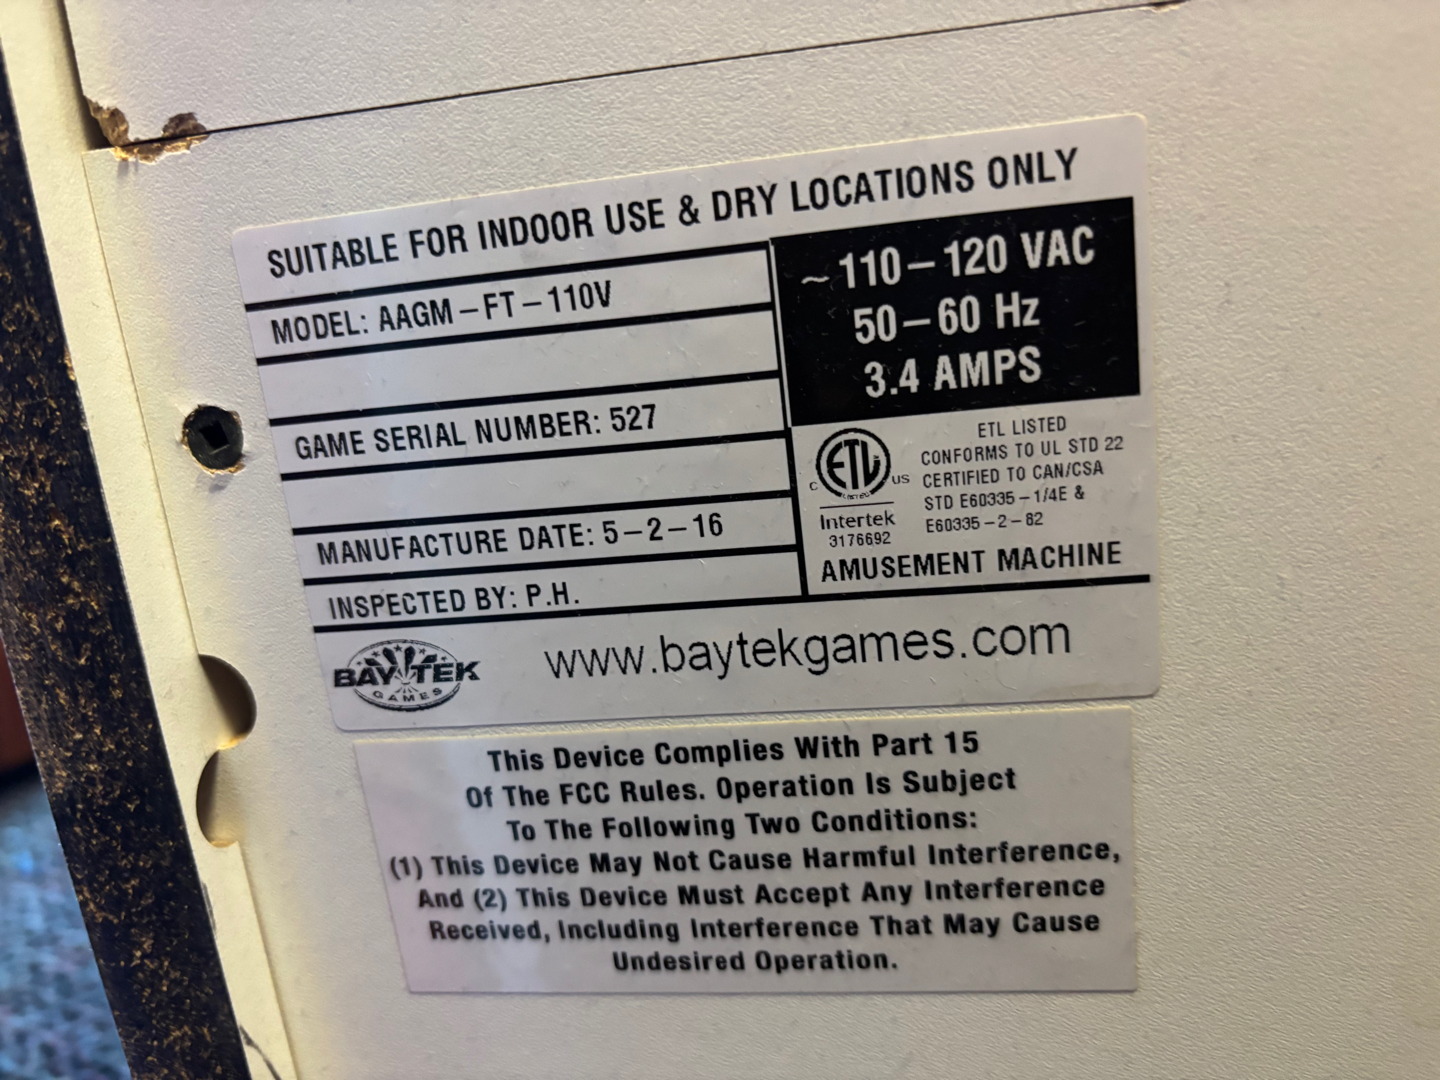 SUITABLE FOR INDOOR USE & DRY LOCATIONS ONLY
MODEL: AAGM-FT-110V
GAME SERIAL NUMBER: 527
MANUFACTURE DATE: 5-2-16
INSPECTED BY: P.H.
~110-120 VAC
50-60 Hz
3.4 AMPS
C ETL US
LISTED
Intertek
3176692
ETL LISTED
CONFORMS TO UL STD 22
CERTIFIED TO CAN/CSA
STD E60335-1/4E &
E60335-2-82
AMUSEMENT MACHINE
BAY TEK
GAMES
www.baytekgames.com
This Device Complies With Part 15
Of The FCC Rules. Operation Is Subject
To The Following Two Conditions:
(1) This Device May Not Cause Harmful Interference,
And (2) This Device Must Accept Any Interference
Received, Including Interference That May Cause
Undesired Operation.